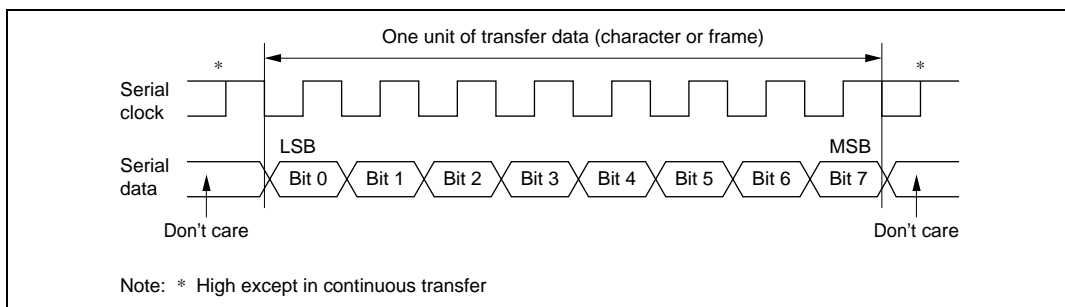 One unit of transfer data (character or frame)
* *
Serial
clock
LSB MSB
Serial
data
Bit 0 Bit 1 Bit 2 Bit 3 Bit 4 Bit 5 Bit 6 Bit 7
Don't care Don't care
Note: * High except in continuous transfer